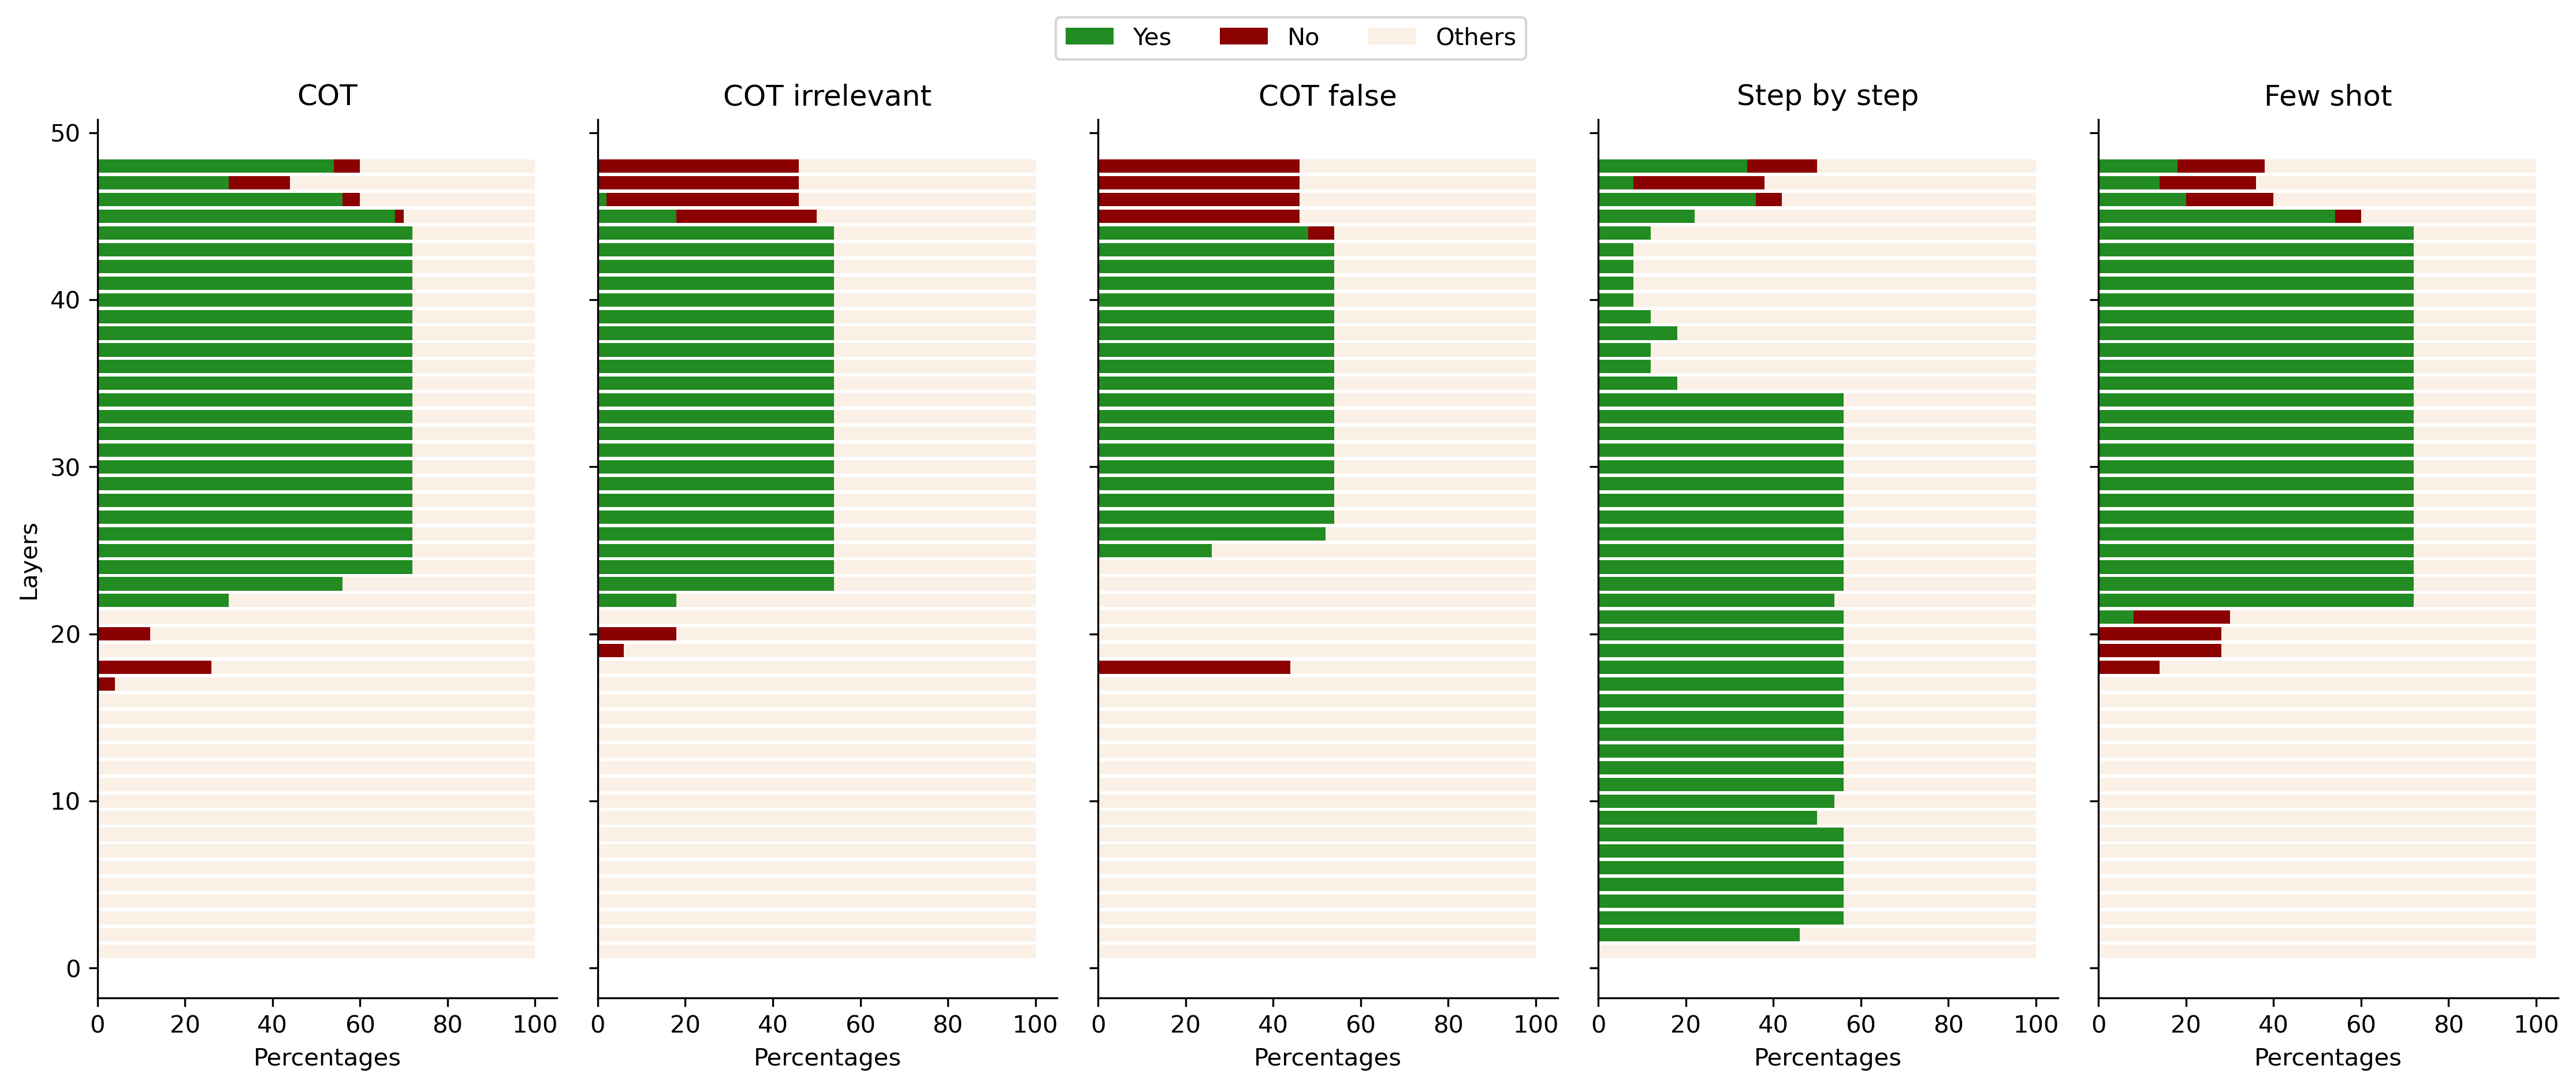 Yes No Others
COT COT irrelevant COT false Step by step Few shot
50
40
30
20
10
0
Layers
0 20 40 60 80 100 0 20 40 60 80 100 0 20 40 60 80 100 0 20 40 60 80 100 0 20 40 60 80 100
Percentages Percentages Percentages Percentages Percentages